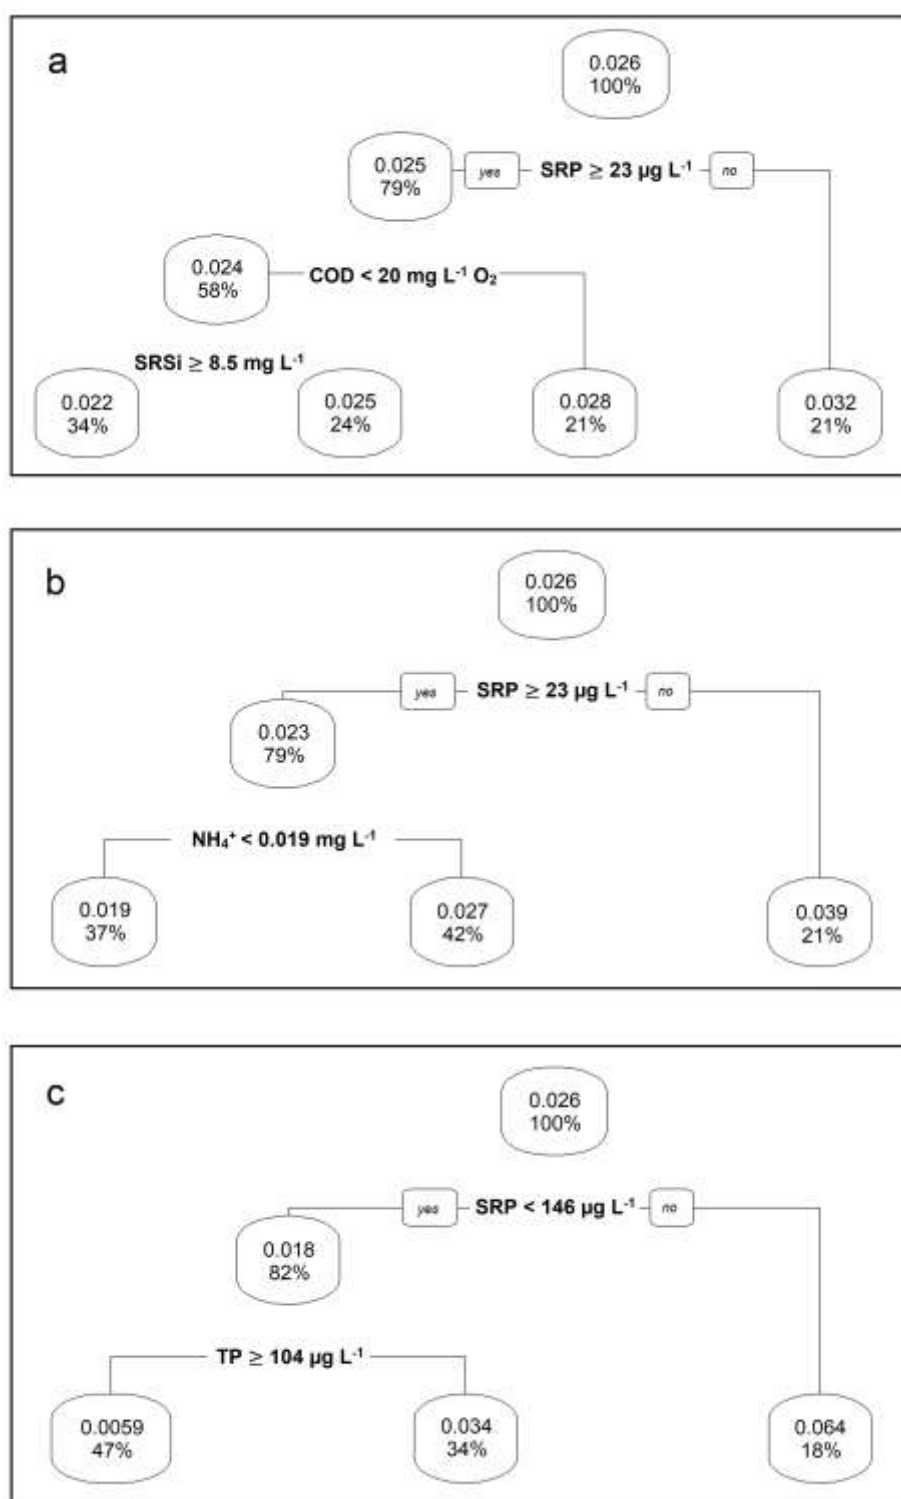 a
0.026
100%
0.025
79%
yes
SRP ≥ 23 µg L⁻¹
no
0.024
58%
COD < 20 mg L⁻¹ O₂
SRSi ≥ 8.5 mg L⁻¹
0.022
34%
0.025
24%
0.028
21%
0.032
21%
b
0.026
100%
yes
SRP ≥ 23 µg L⁻¹
no
0.023
79%
NH₄⁺ < 0.019 mg L⁻¹
0.019
37%
0.027
42%
0.039
21%
c
0.026
100%
yes
SRP < 146 µg L⁻¹
no
0.018
82%
TP ≥ 104 µg L⁻¹
0.0059
47%
0.034
34%
0.064
18%